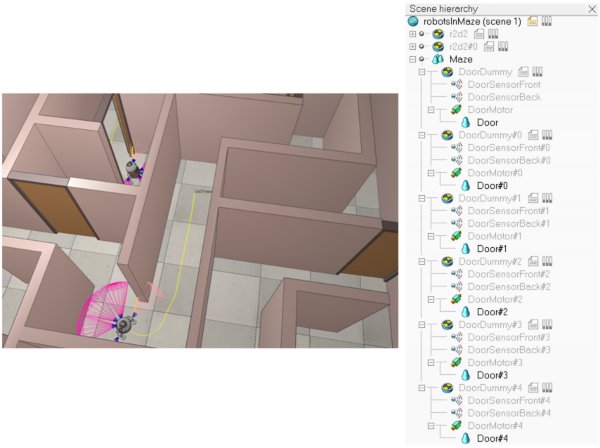 Scene hierarchy
robotsInMaze (scene 1)
r2d2
r2d2#0
Maze
DoorDummy
DoorSensorFront
DoorSensorBack
DoorMotor
Door
DoorDummy#0
DoorSensorFront#0
DoorSensorBack#0
DoorMotor#0
Door#0
DoorDummy#1
DoorSensorFront#1
DoorSensorBack#1
DoorMotor#1
Door#1
DoorDummy#2
DoorSensorFront#2
DoorSensorBack#2
DoorMotor#2
Door#2
DoorDummy#3
DoorSensorFront#3
DoorSensorBack#3
DoorMotor#3
Door#3
DoorDummy#4
DoorSensorFront#4
DoorSensorBack#4
DoorMotor#4
Door#4